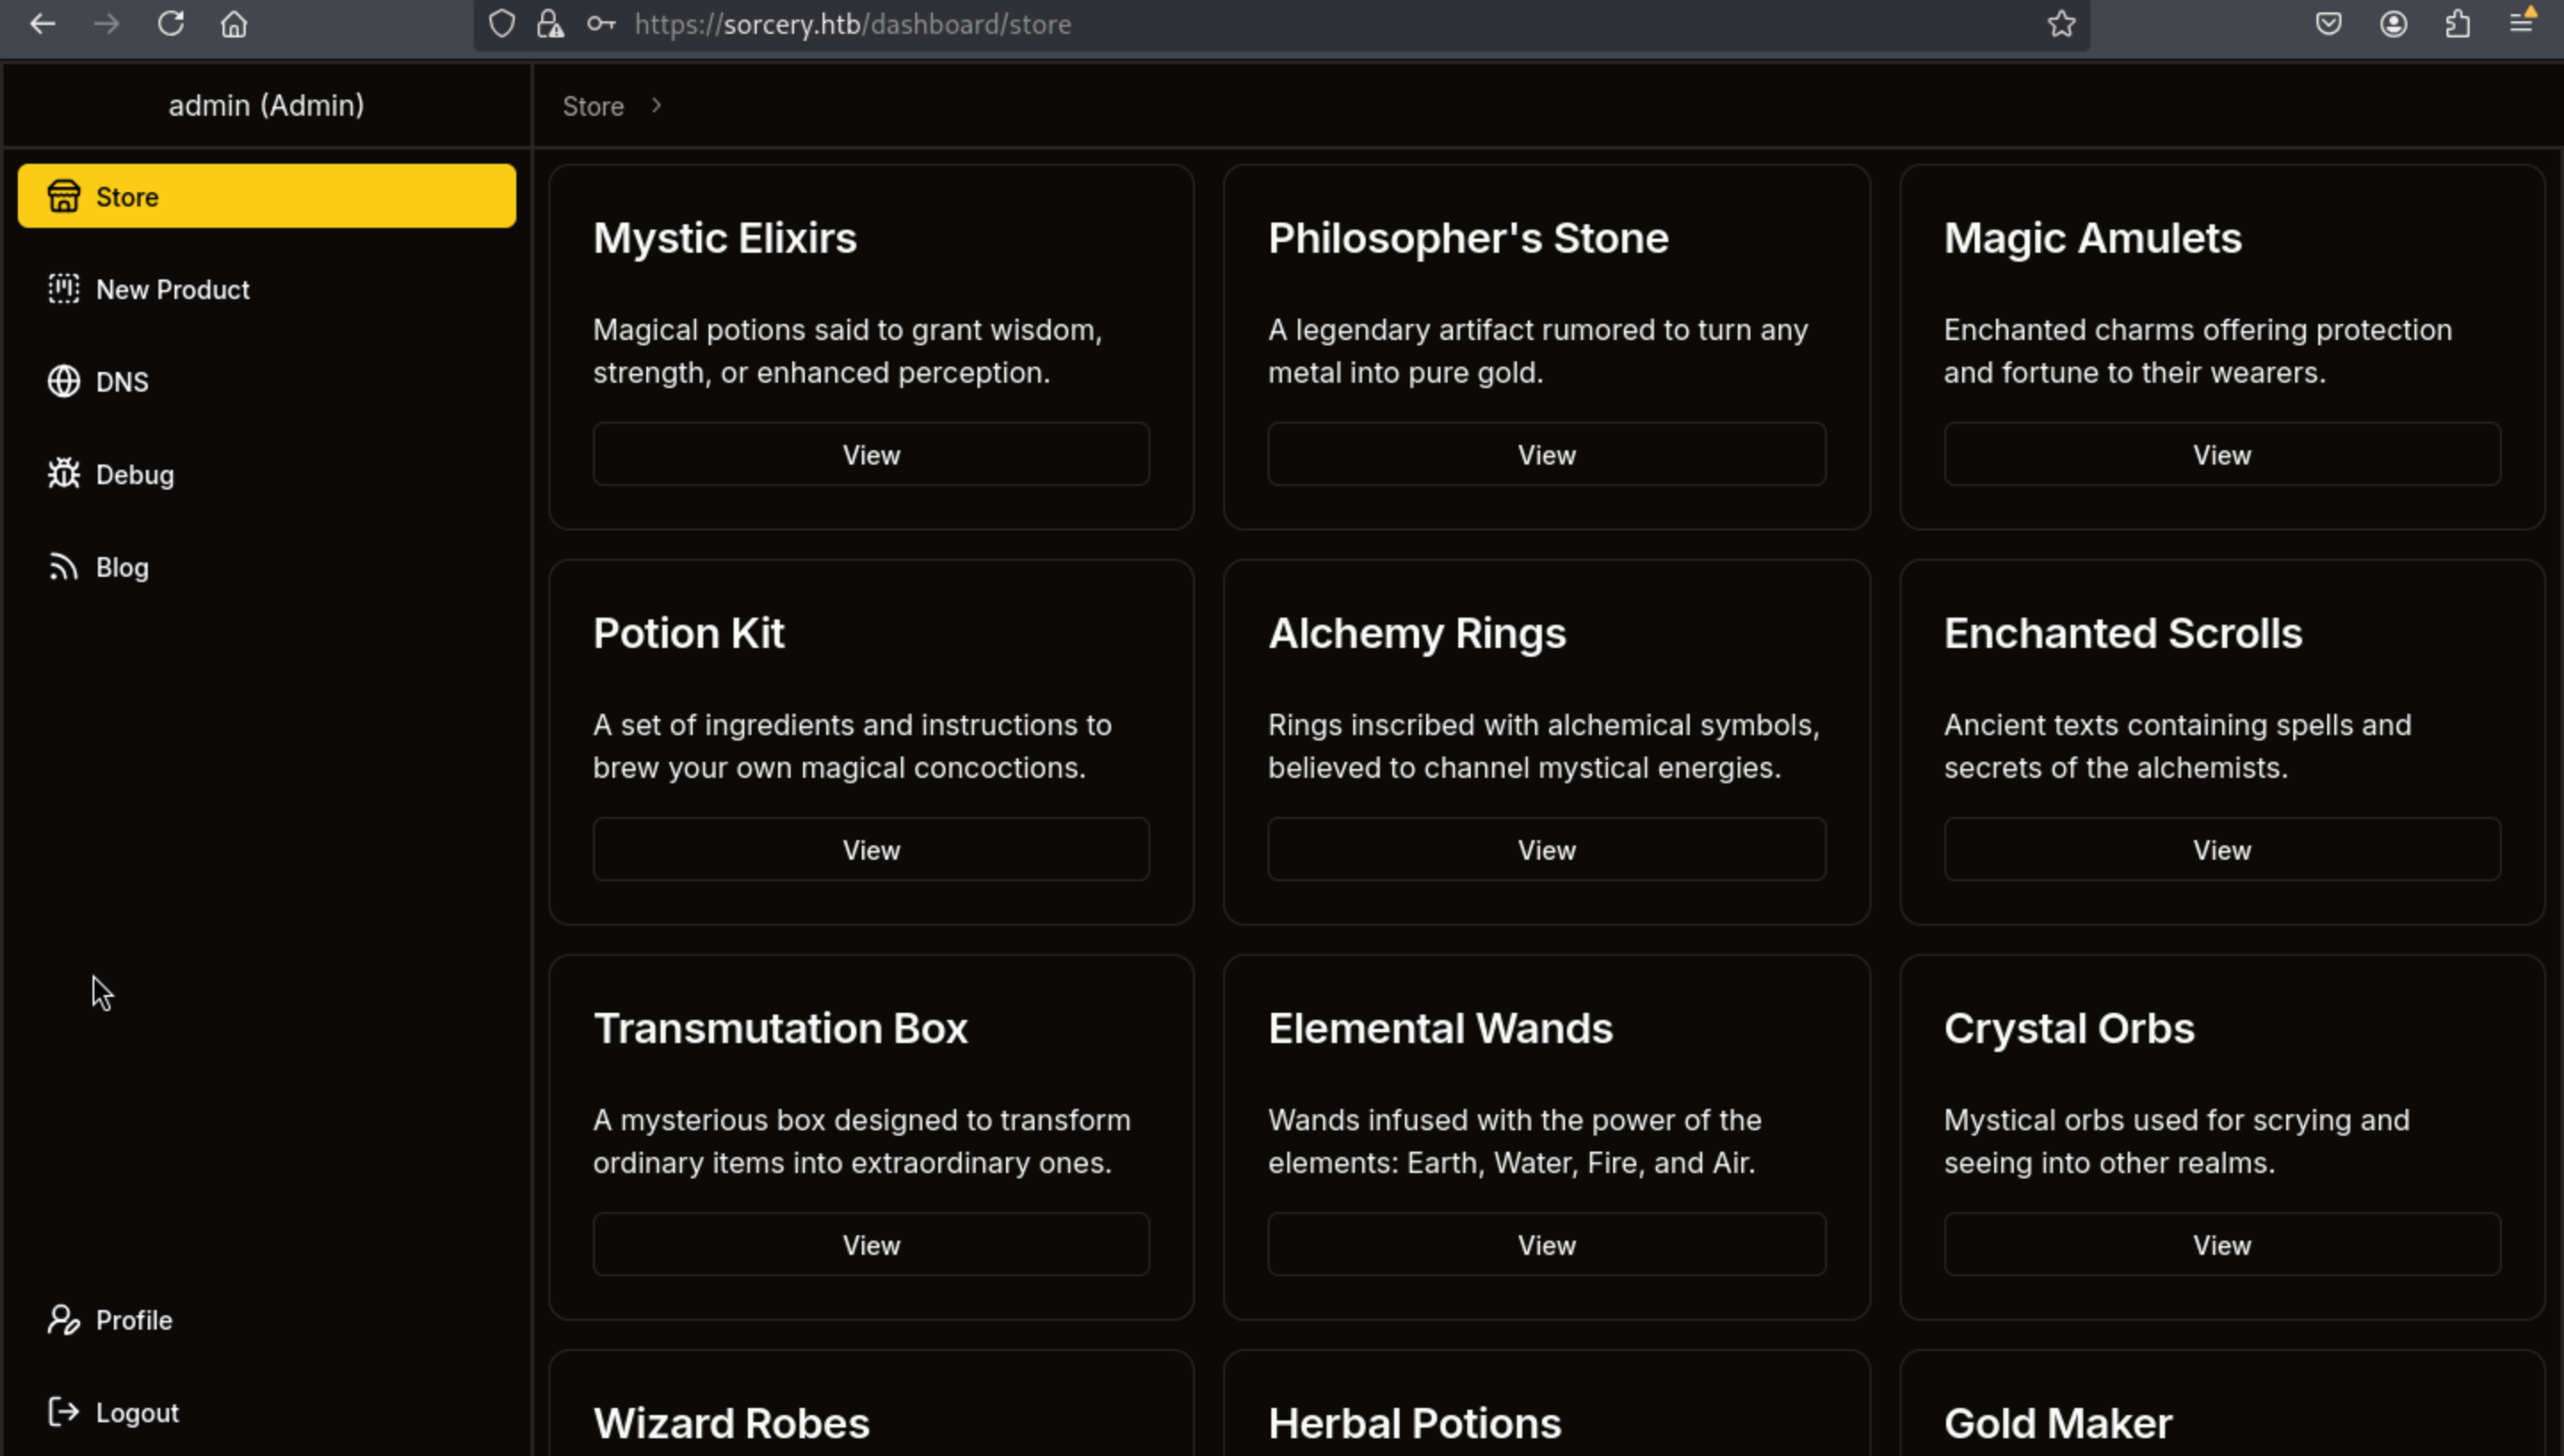 https://sorcery.htb/dashboard/store
admin (Admin)
Store
Store
New Product
DNS
Debug
Blog
Profile
Logout
Mystic Elixirs
Magical potions said to grant wisdom,
strength, or enhanced perception.
View
Philosopher's Stone
A legendary artifact rumored to turn any
metal into pure gold.
View
Magic Amulets
Enchanted charms offering protection
and fortune to their wearers.
View
Potion Kit
A set of ingredients and instructions to
brew your own magical concoctions.
View
Alchemy Rings
Rings inscribed with alchemical symbols,
believed to channel mystical energies.
View
Enchanted Scrolls
Ancient texts containing spells and
secrets of the alchemists.
View
Transmutation Box
A mysterious box designed to transform
ordinary items into extraordinary ones.
View
Elemental Wands
Wands infused with the power of the
elements: Earth, Water, Fire, and Air.
View
Crystal Orbs
Mystical orbs used for scrying and
seeing into other realms.
View
Wizard Robes
Herbal Potions
Gold Maker